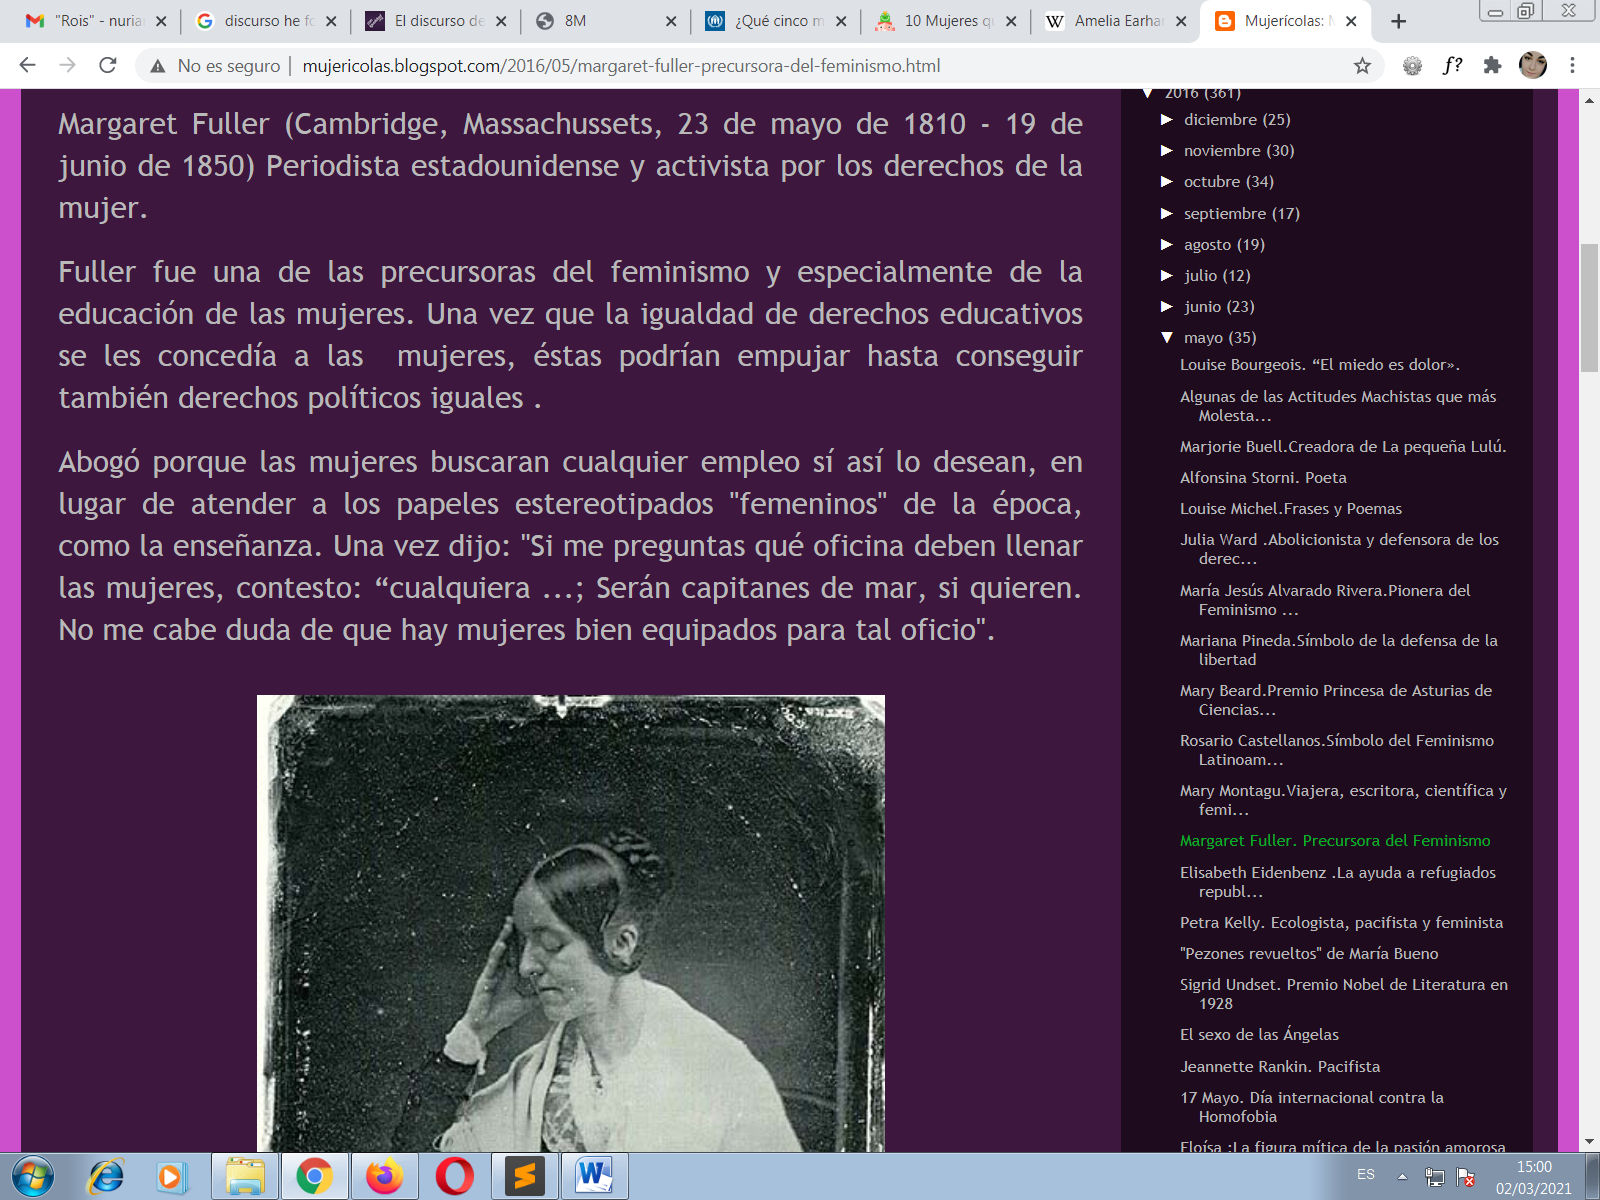 "Rois" - nuria
discurso he fo
El discurso de
8M
¿Qué cinco m
10 Mujeres qu
Amelia Earhar
Mujerícolas: M
No es seguro
mujericolas.blogspot.com/2016/05/margaret-fuller-precursora-del-feminismo.html
f?
Margaret Fuller (Cambridge, Massachussets, 23 de mayo de 1810 - 19 de
junio de 1850) Periodista estadounidense y activista por los derechos de la
mujer.
Fuller fue una de las precursoras del feminismo y especialmente de la
educación de las mujeres. Una vez que la igualdad de derechos educativos
se les concedía a las mujeres, éstas podrían empujar hasta conseguir
también derechos políticos iguales .
Abogó porque las mujeres buscaran cualquier empleo sí así lo desean, en
lugar de atender a los papeles estereotipados "femeninos" de la época,
como la enseñanza. Una vez dijo: "Si me preguntas qué oficina deben llenar
las mujeres, contesto: “cualquiera ...; Serán capitanes de mar, si quieren.
No me cabe duda de que hay mujeres bien equipados para tal oficio".
2016 (361)
diciembre (25)
noviembre (30)
octubre (34)
septiembre (17)
agosto (19)
julio (12)
junio (23)
mayo (35)
Louise Bourgeois. “El miedo es dolor».
Algunas de las Actitudes Machistas que más
Molesta...
Marjorie Buell.Creadora de La pequeña Lulú.
Alfonsina Storni. Poeta
Louise Michel.Frases y Poemas
Julia Ward .Abolicionista y defensora de los
derec...
María Jesús Alvarado Rivera.Pionera del
Feminismo ...
Mariana Pineda.Símbolo de la defensa de la
libertad
Mary Beard.Premio Princesa de Asturias de
Ciencias...
Rosario Castellanos.Símbolo del Feminismo
Latinoam...
Mary Montagu.Viajera, escritora, científica y
femi...
Margaret Fuller. Precursora del Feminismo
Elisabeth Eidenbenz .La ayuda a refugiados
republ...
Petra Kelly. Ecologista, pacifista y feminista
"Pezones revueltos" de María Bueno
Sigrid Undset. Premio Nobel de Literatura en
1928
El sexo de las Ángelas
Jeannette Rankin. Pacifista
17 Mayo. Día internacional contra la
Homofobia
Eloísa :La figura mítica de la pasión amorosa
ES
15:00
02/03/2021